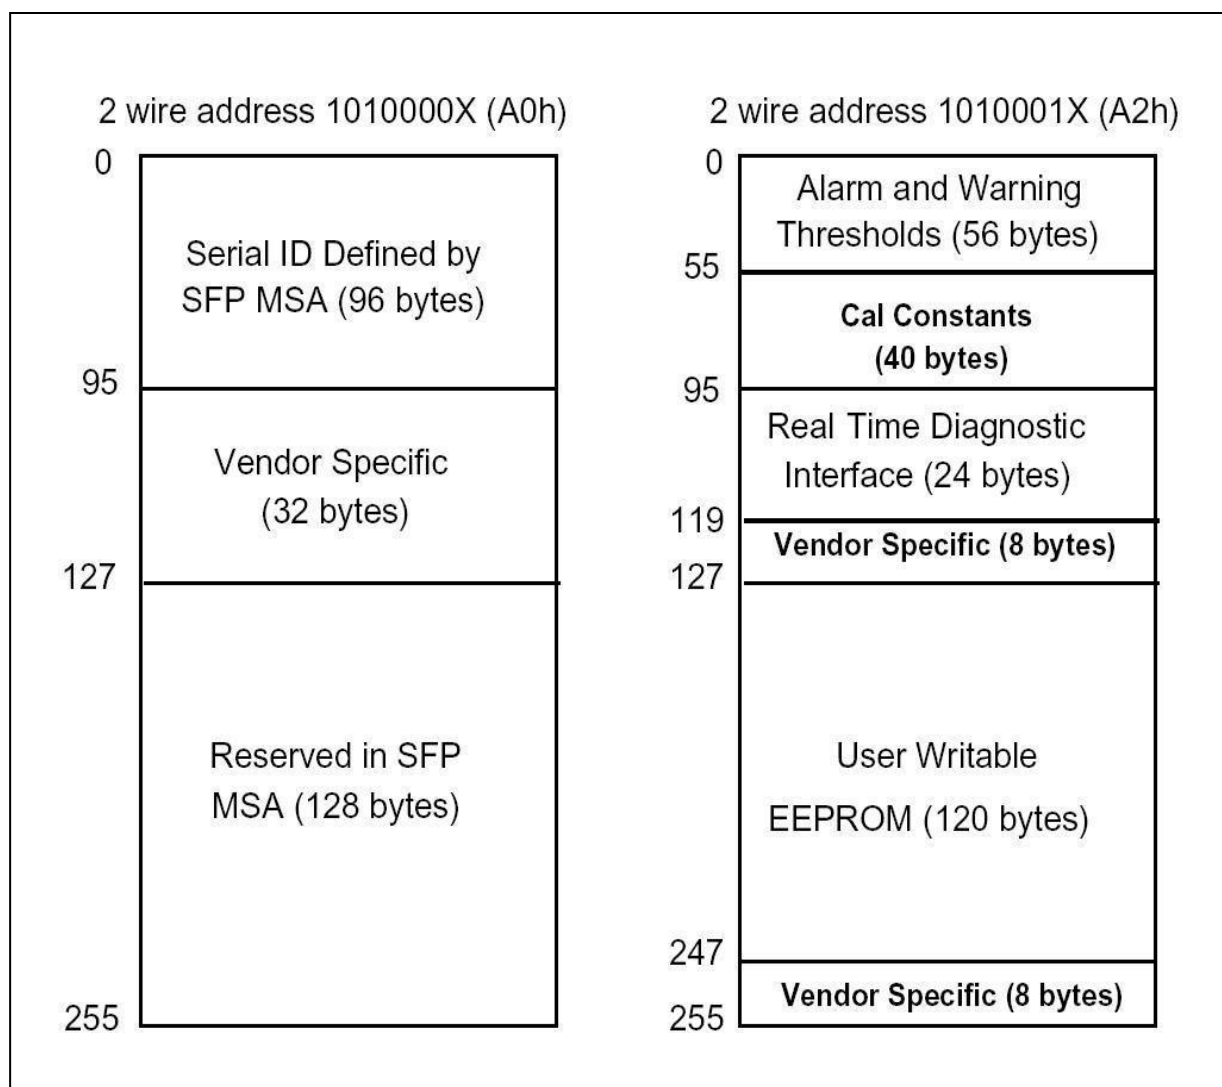 2 wire address 1010000X (A0h)
0
Serial ID Defined by
SFP MSA (96 bytes)
95
Vendor Specific
(32 bytes)
127
Reserved in SFP
MSA (128 bytes)
255
2 wire address 1010001X (A2h)
0
Alarm and Warning
Thresholds (56 bytes)
55
Cal Constants
(40 bytes)
95
Real Time Diagnostic
Interface (24 bytes)
119
Vendor Specific (8 bytes)
127
User Writable
EEPROM (120 bytes)
247
Vendor Specific (8 bytes)
255